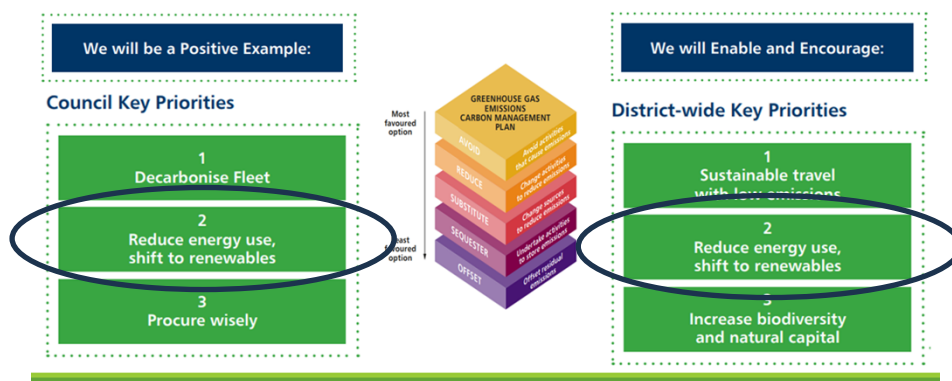 We will be a Positive Example:
Council Key Priorities
1
Decarbonise Fleet
2
Reduce energy use,
shift to renewables
3
Procure wisely
Most
favoured
option
Least
favoured
option
GREENHOUSE GAS
EMISSIONS
CARBON MANAGEMENT
PLAN
AVOID
Avoid activities
that cause emissions
REDUCE
Change activities
to reduce emissions
SUBSTITUTE
Change sources
to reduce emissions
SEQUESTER
Undertake activities
to store emissions
OFFSET
Offset residual
emissions
We will Enable and Encourage:
District-wide Key Priorities
1
Sustainable travel
with low emissions
2
Reduce energy use,
shift to renewables
3
Increase biodiversity
and natural capital